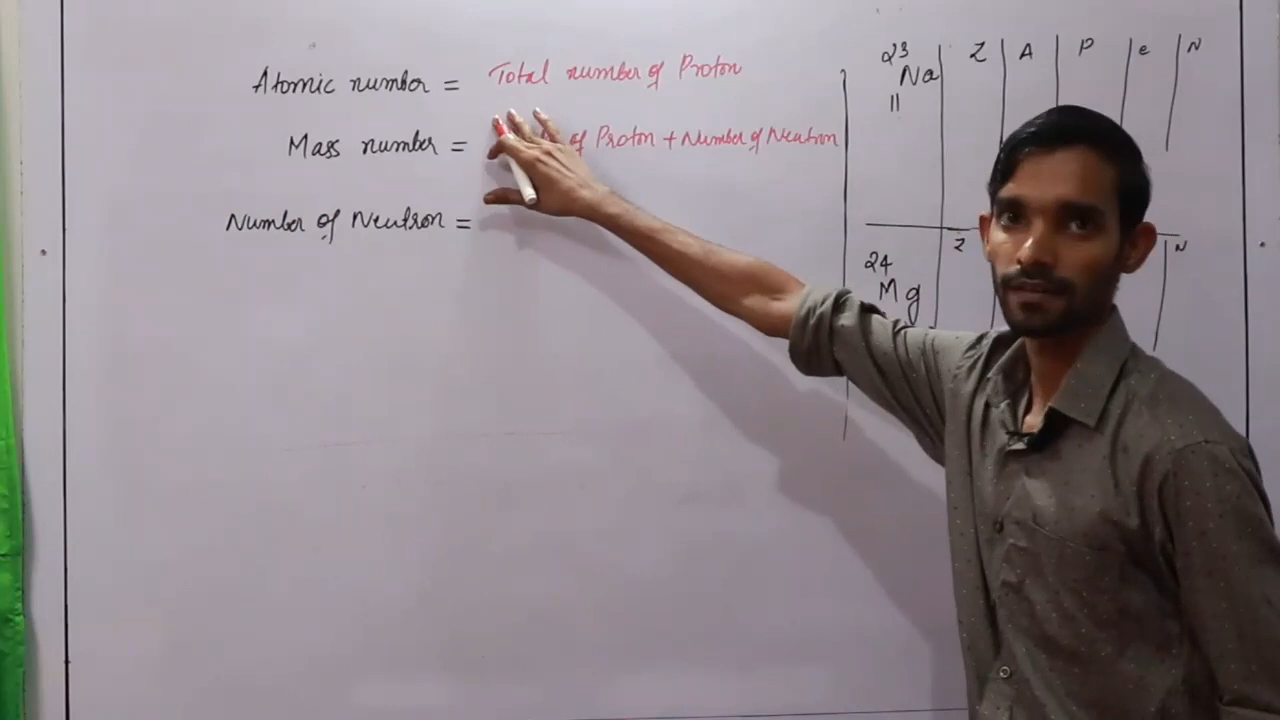 Atomic number = Total number of Proton
Mass number = of Proton + Number of Neutron
Number of Neutron =
23
Na
11
Z A P e N
24
Mg
Z N